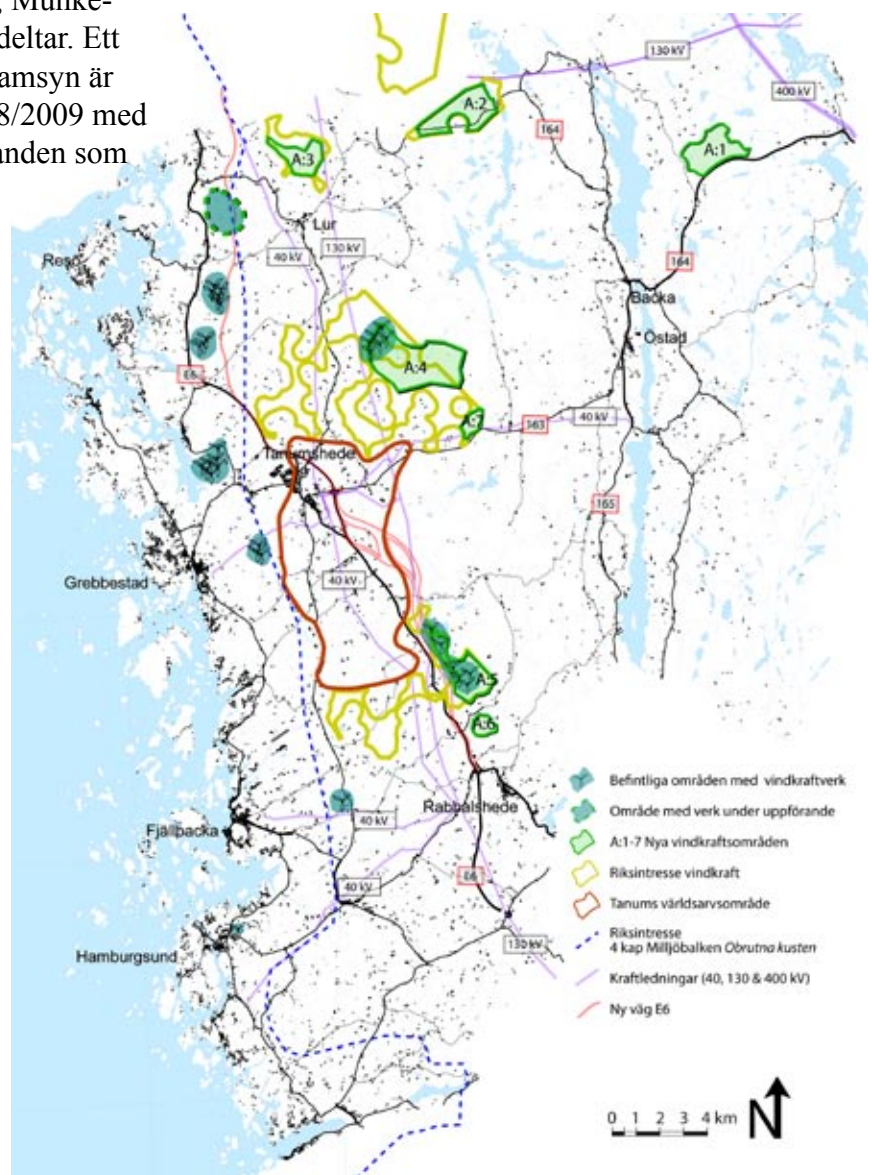 , Munke-
deltar. Ett
amsyn är
8/2009 med
anden som
130 kV
400 kV
A:2
164
A:1
A:3
Lur
40 kV
130 kV
164
Resö
Backa
Östad
A:4
E6
163
40 kV
Tanumshede
165
Grebbestad
40 kV
A:5
A:6
Rabbalshede
Fjällbacka
40 kV
40 kV
E6
Hamburgsund
130 kV
Befintliga områden med vindkraftverk
Område med verk under uppförande
A:1-7 Nya vindkraftsområden
Riksintresse vindkraft
Tanums världsarvsområde
Riksintresse
4 kap Milljöbalken Obrutna kusten
Kraftledningar (40, 130 & 400 kV)
Ny väg E6
0 1 2 3 4 km
N